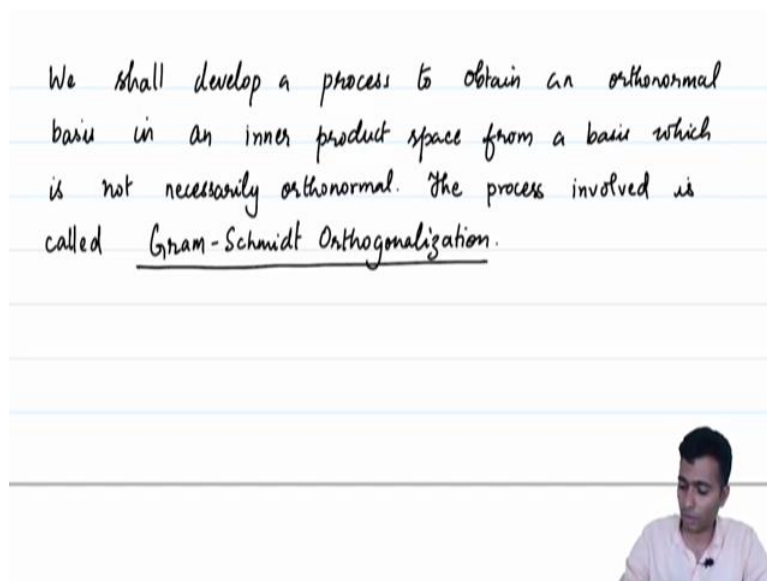 We shall develop a process to obtain an orthonormal
basis in an inner product space from a basis which
is not necessarily orthonormal. The process involved is
called Gram-Schmidt Orthogonalization.